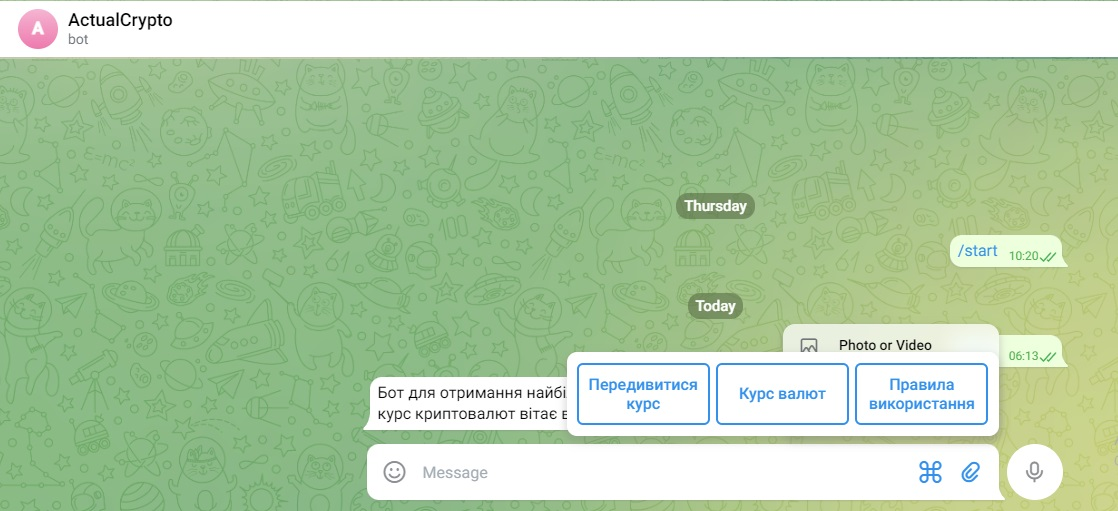 A
ActualCrypto
bot
Thursday
/start 10:20
Today
Photo or Video
06:13
Бот для отримання
курс криптовалют вітає
Передивитися
курс
Курс валют
Правила
використання
Message